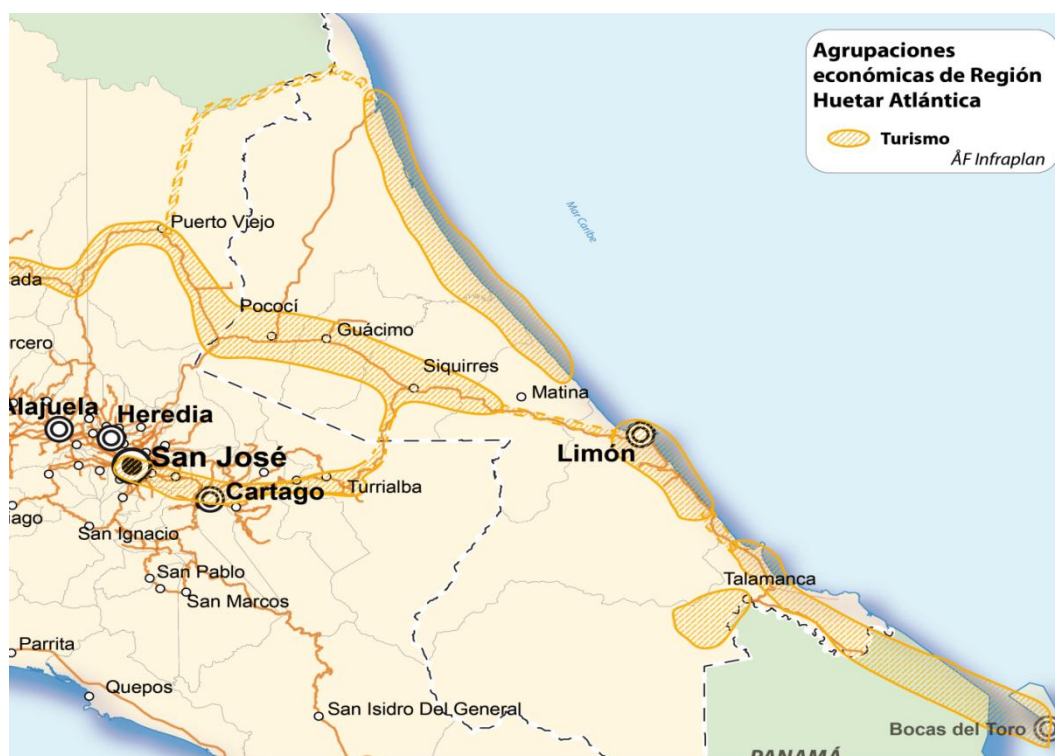 Agrupaciones
económicas de Región
Huetar Atlántica
Turismo
ÅF Infraplan
Mar Caribe
Puerto Viejo
ada
Pococí
Guácimo
ercero
Siquirres
Matina
Alajuela
Heredia
San José
Limón
Cartago
Turrialba
iago
San Ignacio
San Pablo
San Marcos
Talamanca
Parrita
Quepos
San Isidro Del General
Bocas del Toro
PANAMÁ